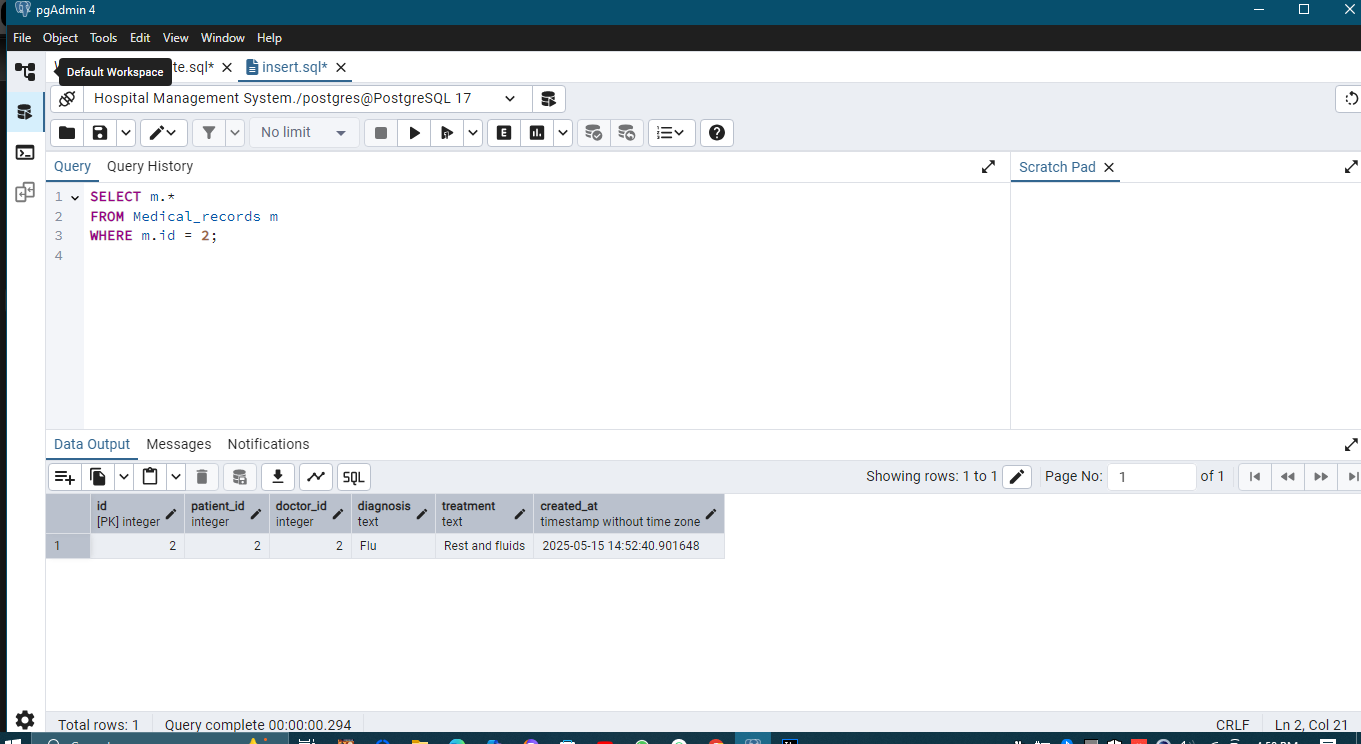 pgAdmin 4
File Object Tools Edit View Window Help
Default Workspace
te.sql*
insert.sql*
Hospital Management System./postgres@PostgreSQL 17
No limit
E
Query Query History
Scratch Pad
1 SELECT m.*
2 FROM Medical_records m
3 WHERE m.id = 2;
4
Data Output Messages Notifications
SQL
Showing rows: 1 to 1
Page No: 1 of 1
id patient_id doctor_id diagnosis treatment created_at
[PK] integer integer integer text text timestamp without time zone
1 2 2 2 Flu Rest and fluids 2025-05-15 14:52:40.901648
Total rows: 1 Query complete 00:00:00.294 CRLF Ln 2, Col 21